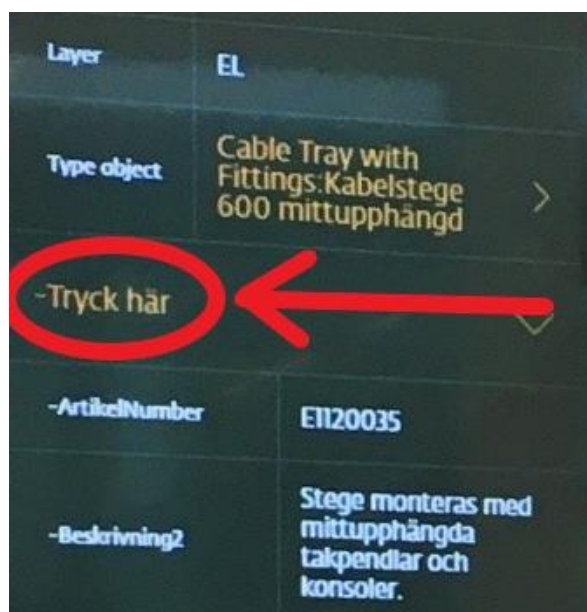 Layer
EL
Type object
Cable Tray with
Fittings:Kabelstege
600 mittupphängd
-Tryck här
-ArtikelNumber
E1120035
-Beskrivning2
Stege monteras med
mittupphängda
takpendlar och
konsoler.